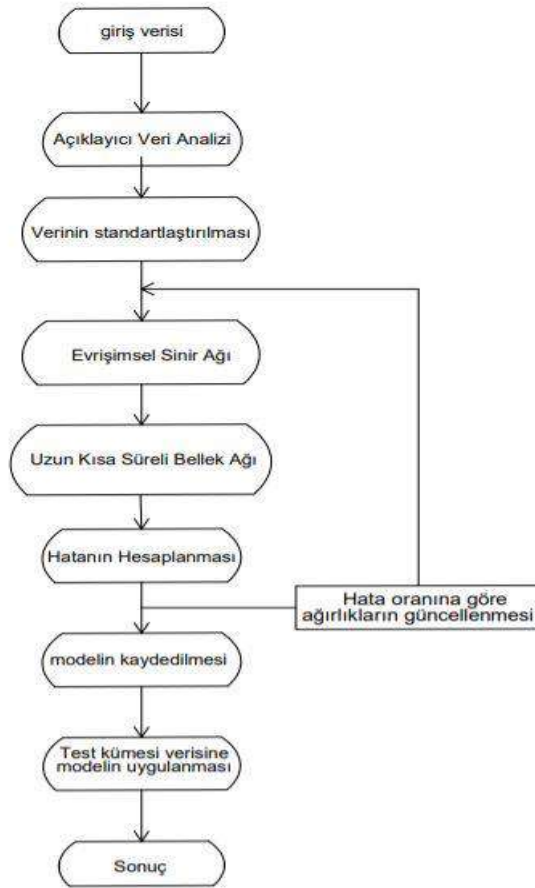 giriş verisi
Açıklayıcı Veri Analizi
Verinin standartlaştırılması
Evrişimsel Sinir Ağı
Uzun Kısa Süreli Bellek Ağı
Hatanın Hesaplanması
Hata oranına göre
ağırlıkların güncellenmesi
modelin kaydedilmesi
Test kümesi verisine
modelin uygulanması
Sonuç